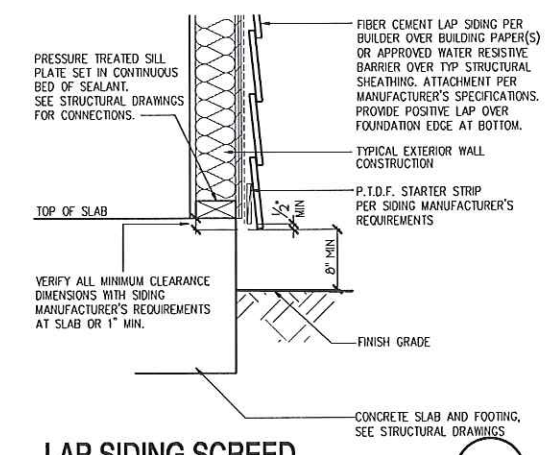 FIBER CEMENT LAP SIDING PER
BUILDER OVER BUILDING PAPER(S)
OR APPROVED WATER RESISTIVE
BARRIER OVER TYP STRUCTURAL
SHEATHING. ATTACHMENT PER
MANUFACTURER'S SPECIFICATIONS.
PROVIDE POSITIVE LAP OVER
FOUNDATION EDGE AT BOTTOM.
PRESSURE TREATED SILL
PLATE SET IN CONTINUOUS
BED OF SEALANT.
SEE STRUCTURAL DRAWINGS
FOR CONNECTIONS.
TYPICAL EXTERIOR WALL
CONSTRUCTION
P.T.D.F. STARTER STRIP
PER SIDING MANUFACTURER'S
REQUIREMENTS
TOP OF SLAB
1/2"
MIN
8" MIN
VERIFY ALL MINIMUM CLEARANCE
DIMENSIONS WITH SIDING
MANUFACTURER'S REQUIREMENTS
AT SLAB OR 1" MIN.
FINISH GRADE
CONCRETE SLAB AND FOOTING,
SEE STRUCTURAL DRAWINGS
LAP SIDING SCREED